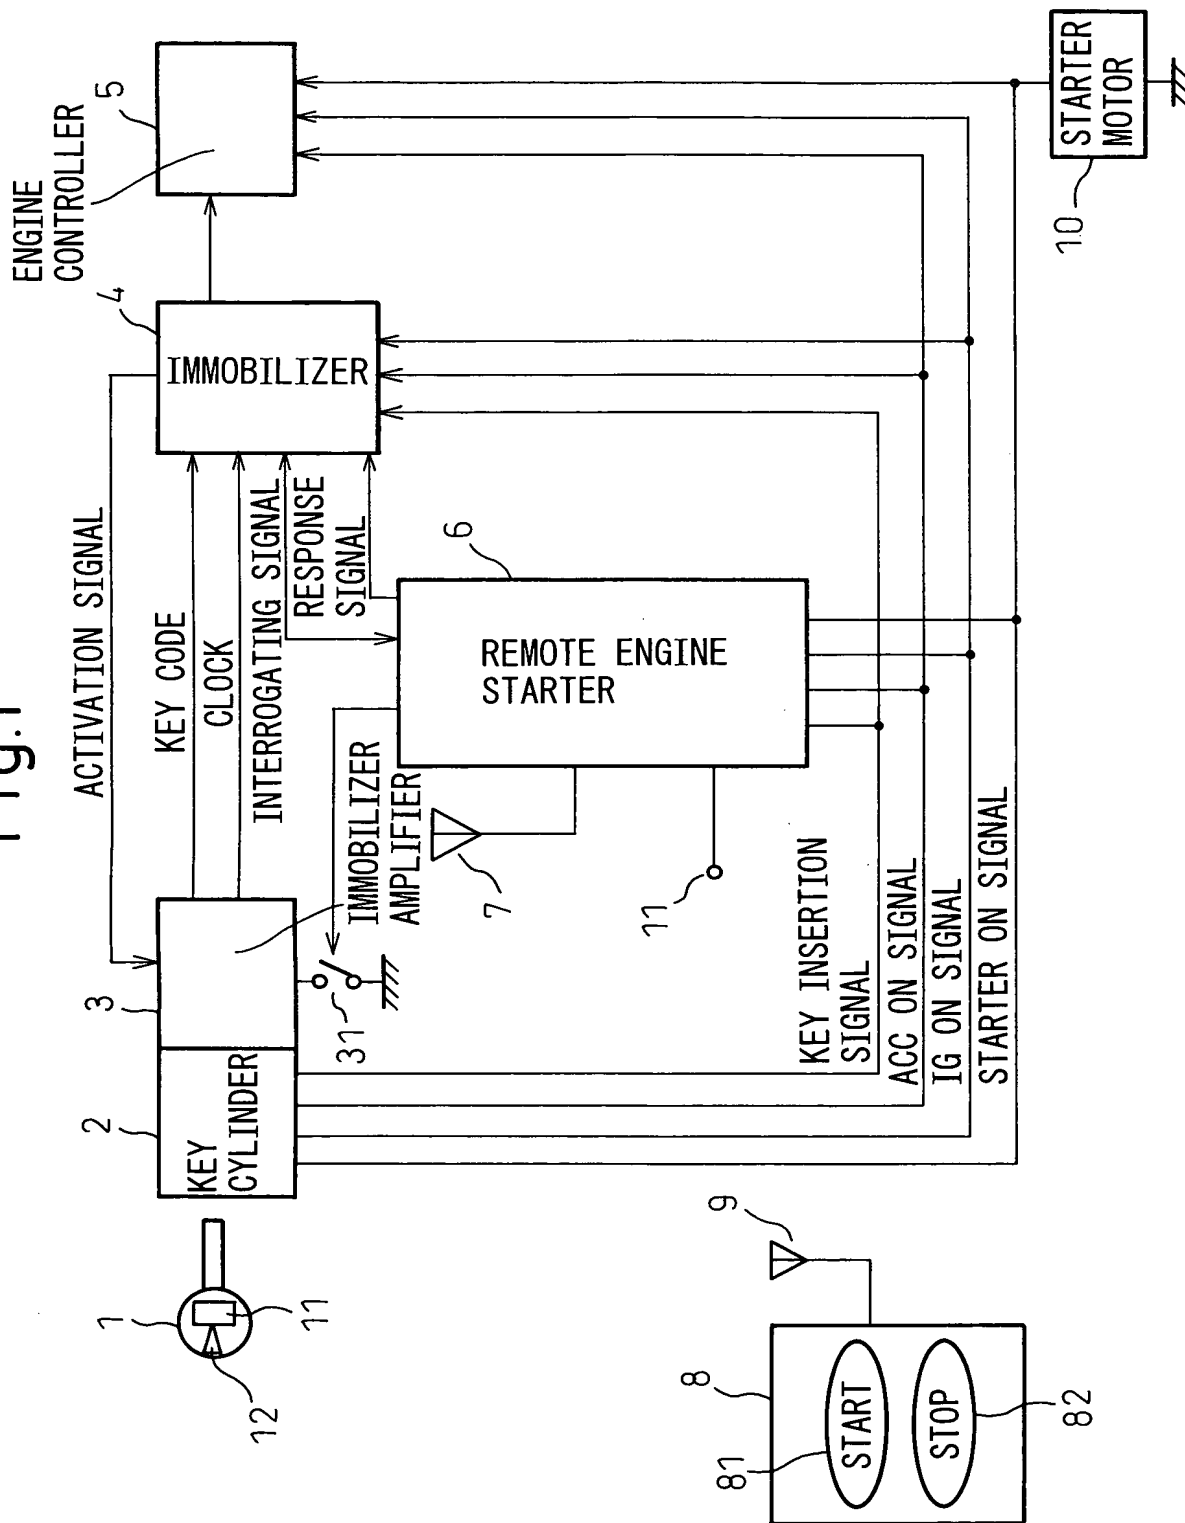 Fig.1
ENGINE
CONTROLLER
5
4
ACTIVATION SIGNAL
IMMOBILIZER
KEY CODE
CLOCK
INTERROGATING SIGNAL
RESPONSE
SIGNAL
3
2
KEY
CYLINDER
1
11
12
31
IMMOBILIZER
AMPLIFIER
6
REMOTE ENGINE
STARTER
7
11
KEY INSERTION
SIGNAL
ACC ON SIGNAL
IG ON SIGNAL
STARTER ON SIGNAL
STARTER
MOTOR
10
8
9
START
81
STOP
82